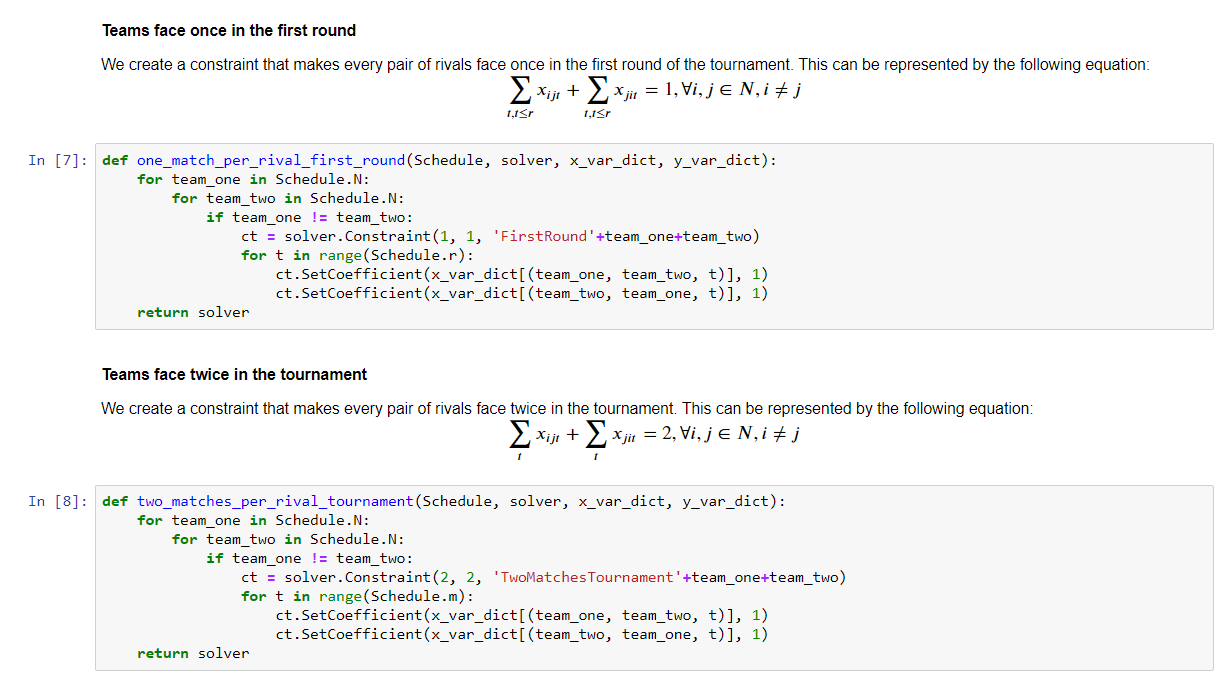 Teams face once in the first round
We create a constraint that makes every pair of rivals face once in the first round of the tournament. This can be represented by the following equation:
∑ xijt + ∑ xjit = 1, ∀i, j ∈ N, i ≠ j
t,t≤r t,t≤r
In [7]: def one_match_per_rival_first_round(Schedule, solver, x_var_dict, y_var_dict):
    for team_one in Schedule.N:
        for team_two in Schedule.N:
            if team_one != team_two:
                ct = solver.Constraint(1, 1, 'FirstRound'+team_one+team_two)
                for t in range(Schedule.r):
                    ct.SetCoefficient(x_var_dict[(team_one, team_two, t)], 1)
                    ct.SetCoefficient(x_var_dict[(team_two, team_one, t)], 1)
    return solver
Teams face twice in the tournament
We create a constraint that makes every pair of rivals face twice in the tournament. This can be represented by the following equation:
∑ xijt + ∑ xjit = 2, ∀i, j ∈ N, i ≠ j
t t
In [8]: def two_matches_per_rival_tournament(Schedule, solver, x_var_dict, y_var_dict):
    for team_one in Schedule.N:
        for team_two in Schedule.N:
            if team_one != team_two:
                ct = solver.Constraint(2, 2, 'TwoMatchesTournament'+team_one+team_two)
                for t in range(Schedule.m):
                    ct.SetCoefficient(x_var_dict[(team_one, team_two, t)], 1)
                    ct.SetCoefficient(x_var_dict[(team_two, team_one, t)], 1)
    return solver